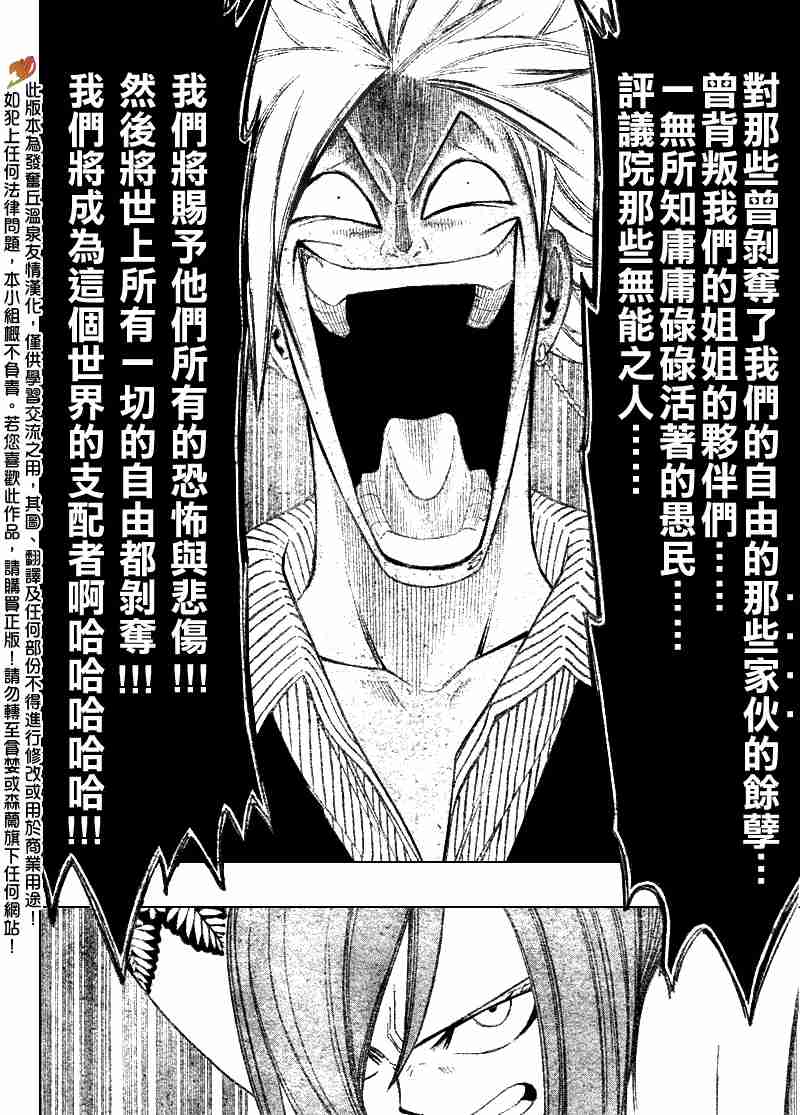 對那些曾剝奪了我們的自由的那些家伙的餘孽…
曾背叛我們的姐姐的夥伴們……
一無所知庸庸碌碌活著的愚民……
評議院那些無能之人……
我們將賜予他們所有的恐怖與悲傷!!!
然後將世上所有一切的自由都剝奪!!!
我們將成為這個世界的支配者啊哈哈哈哈哈!!!
此版本為發奮丘溫泉友情漢化，僅供學習交流之用，其圖、翻譯及任何部份不得進行修改或用於商業用途！
如犯上任何法律問題，本小組概不負責。若您喜歡此作品，請購買正版！請勿轉至貪婪或森蘭旗下任何網站！